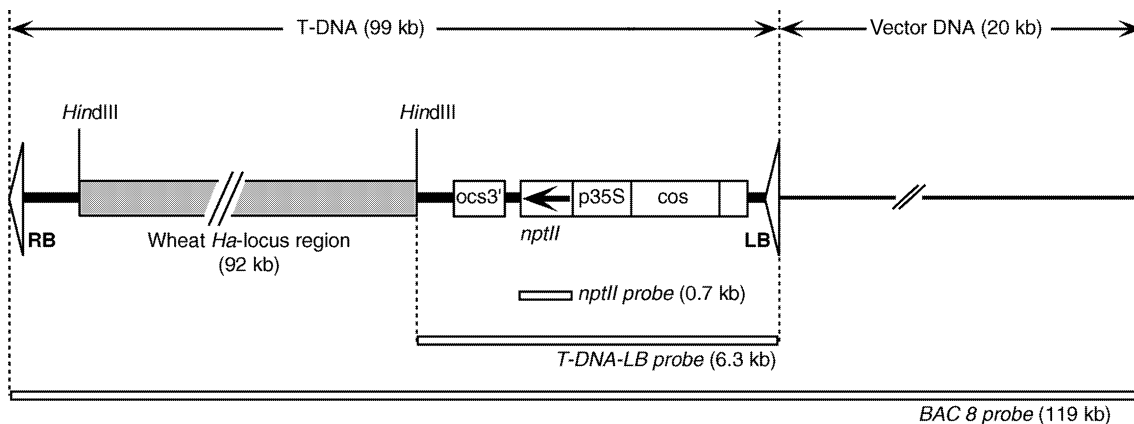 T-DNA (99 kb)
Vector DNA (20 kb)
HindIII
HindIII
ocs3'
p35S
cos
RB
nptII
LB
Wheat Ha-locus region
(92 kb)
nptII probe (0.7 kb)
T-DNA-LB probe (6.3 kb)
BAC 8 probe (119 kb)